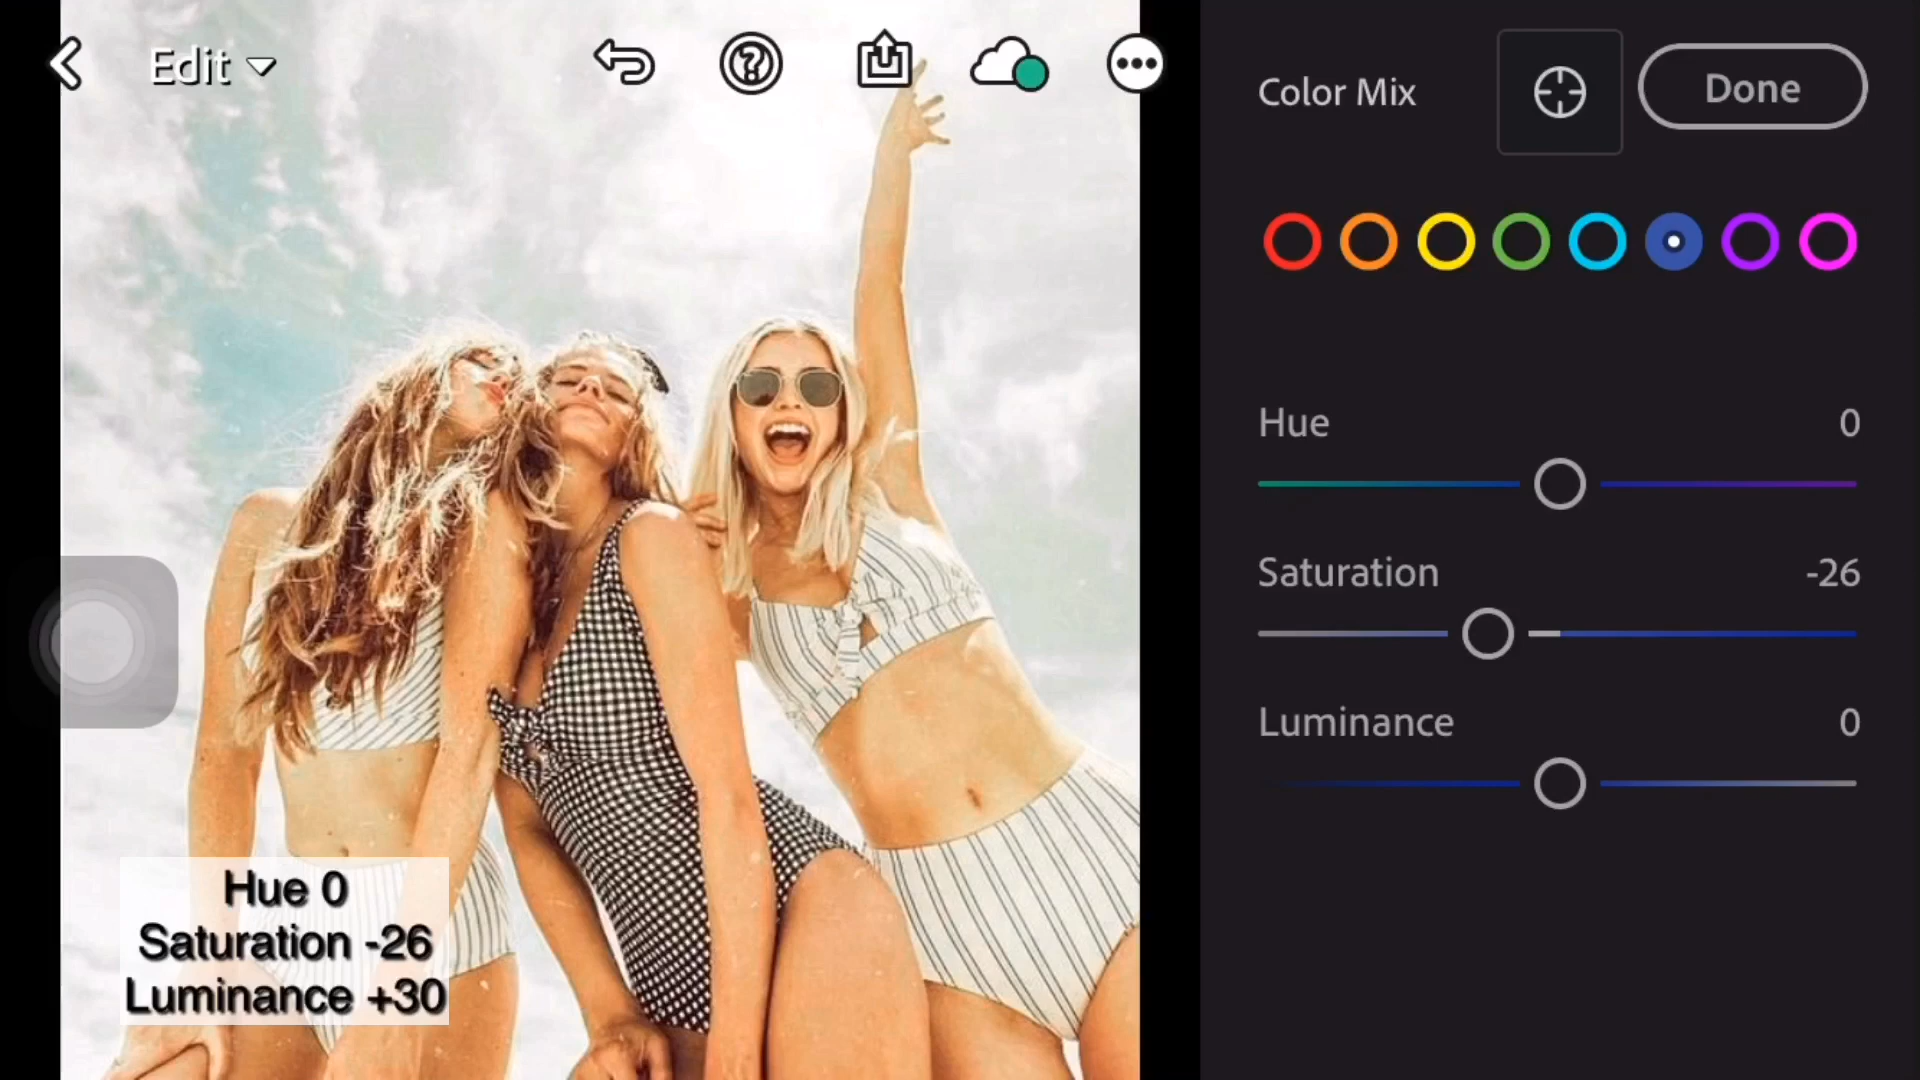 Edit
Color Mix
Done
Hue 0
Saturation -26
Luminance 0
Hue 0
Saturation -26
Luminance +30